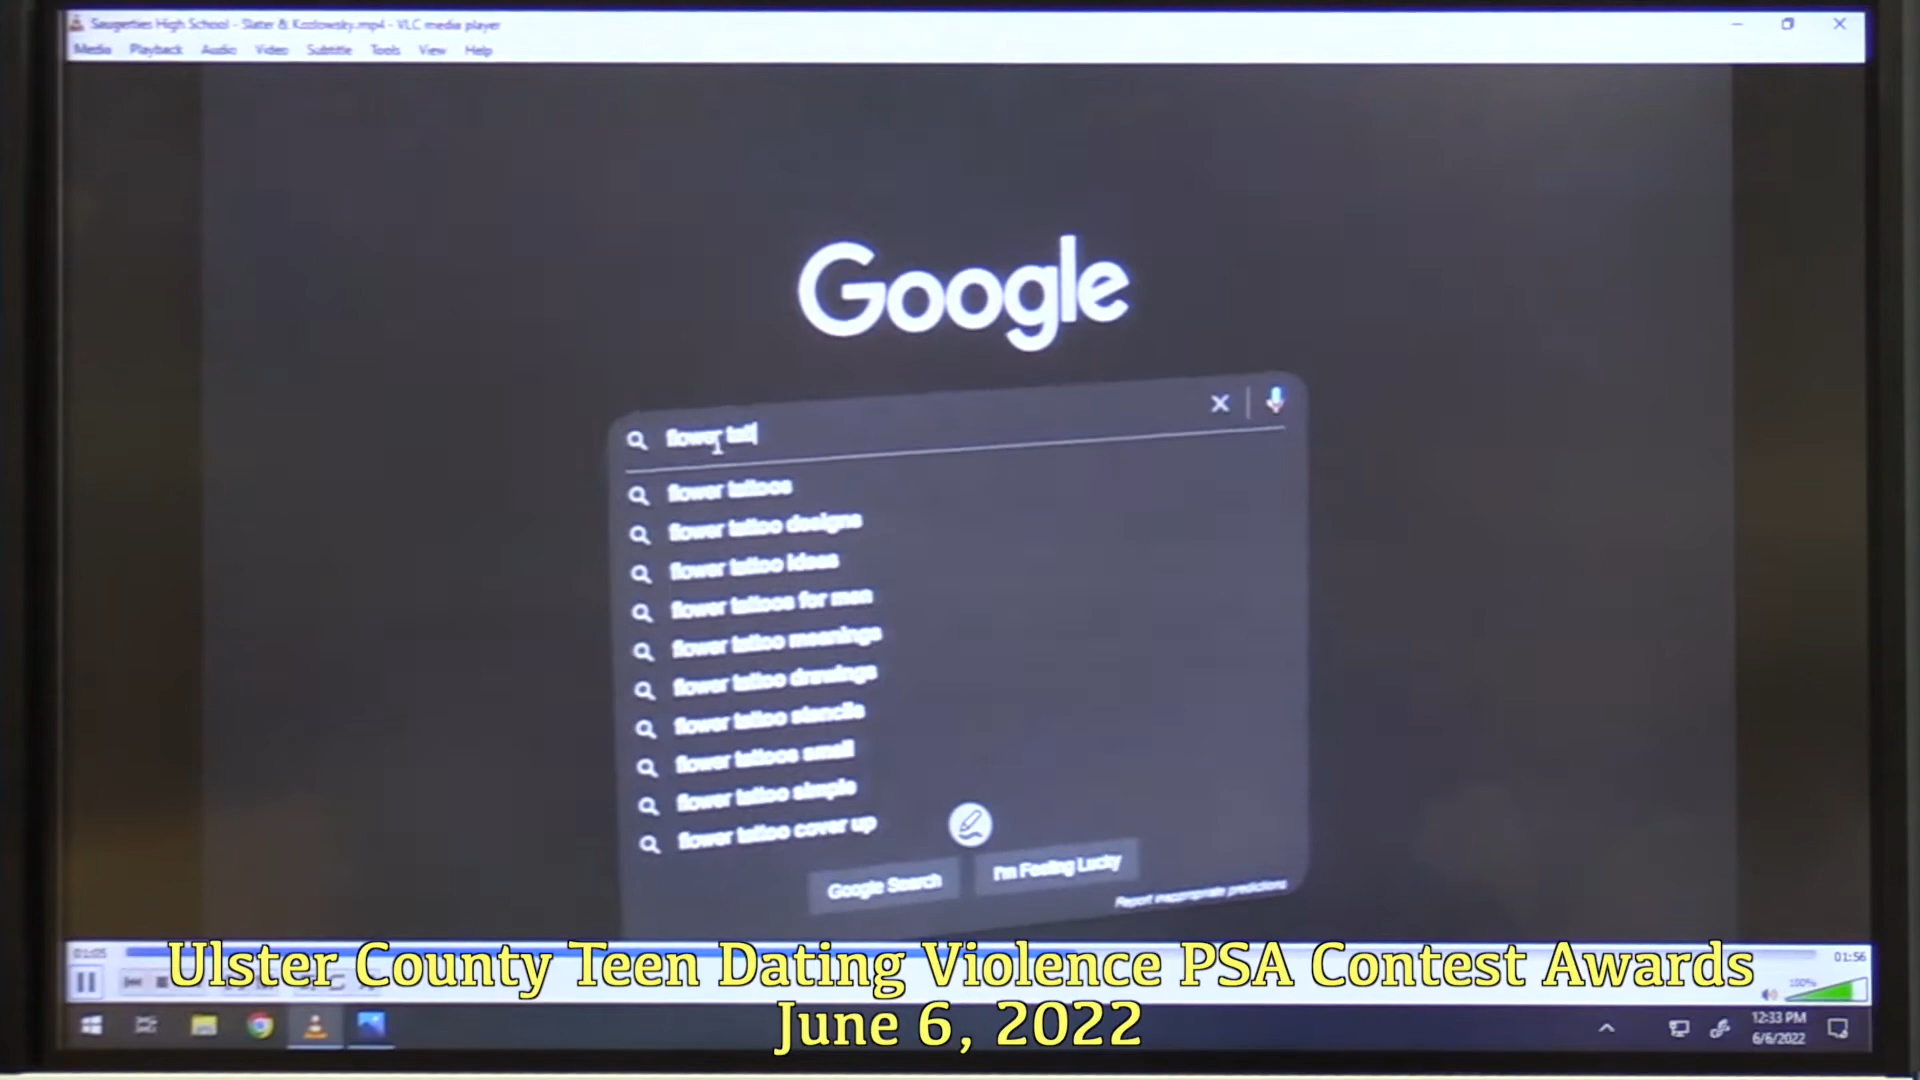 Saugerties High School - Slater & Kozlowsky.mp4 - VLC media player
Media Playback Audio Video Subtitle Tools View Help
Google
flower tatt
flower tattoos
flower tattoo designs
flower tattoo ideas
flower tattoos for men
flower tattoo meanings
flower tattoo drawings
flower tattoo stencils
flower tattoos small
flower tattoo simple
flower tattoo cover up
Google Search I'm Feeling Lucky
Report inappropriate predictions
01:05 01:56
Ulster County Teen Dating Violence PSA Contest Awards
100%
June 6, 2022
12:33 PM
6/6/2022